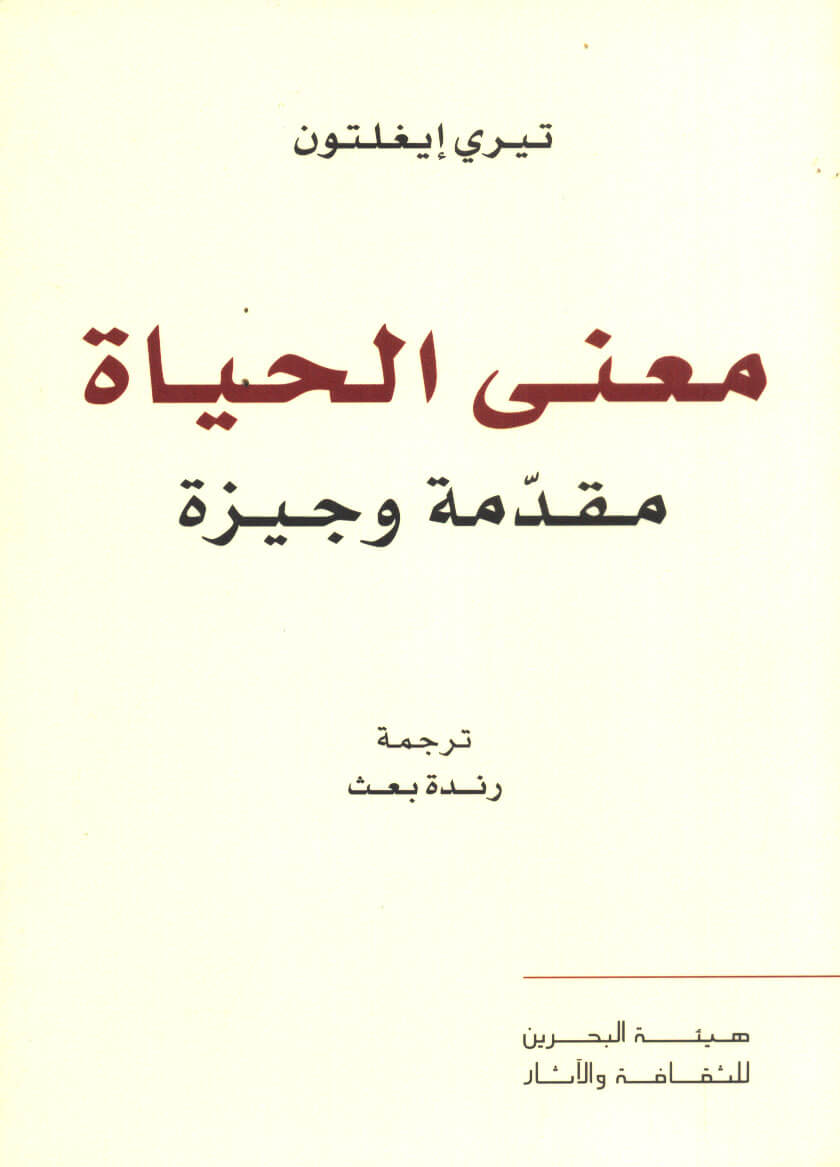 تيري إيغلتون
معنى الحياة
مقدّمة وجيزة
ترجمة
رندة بعث
هيئة البحرين
للثقافة والآثار